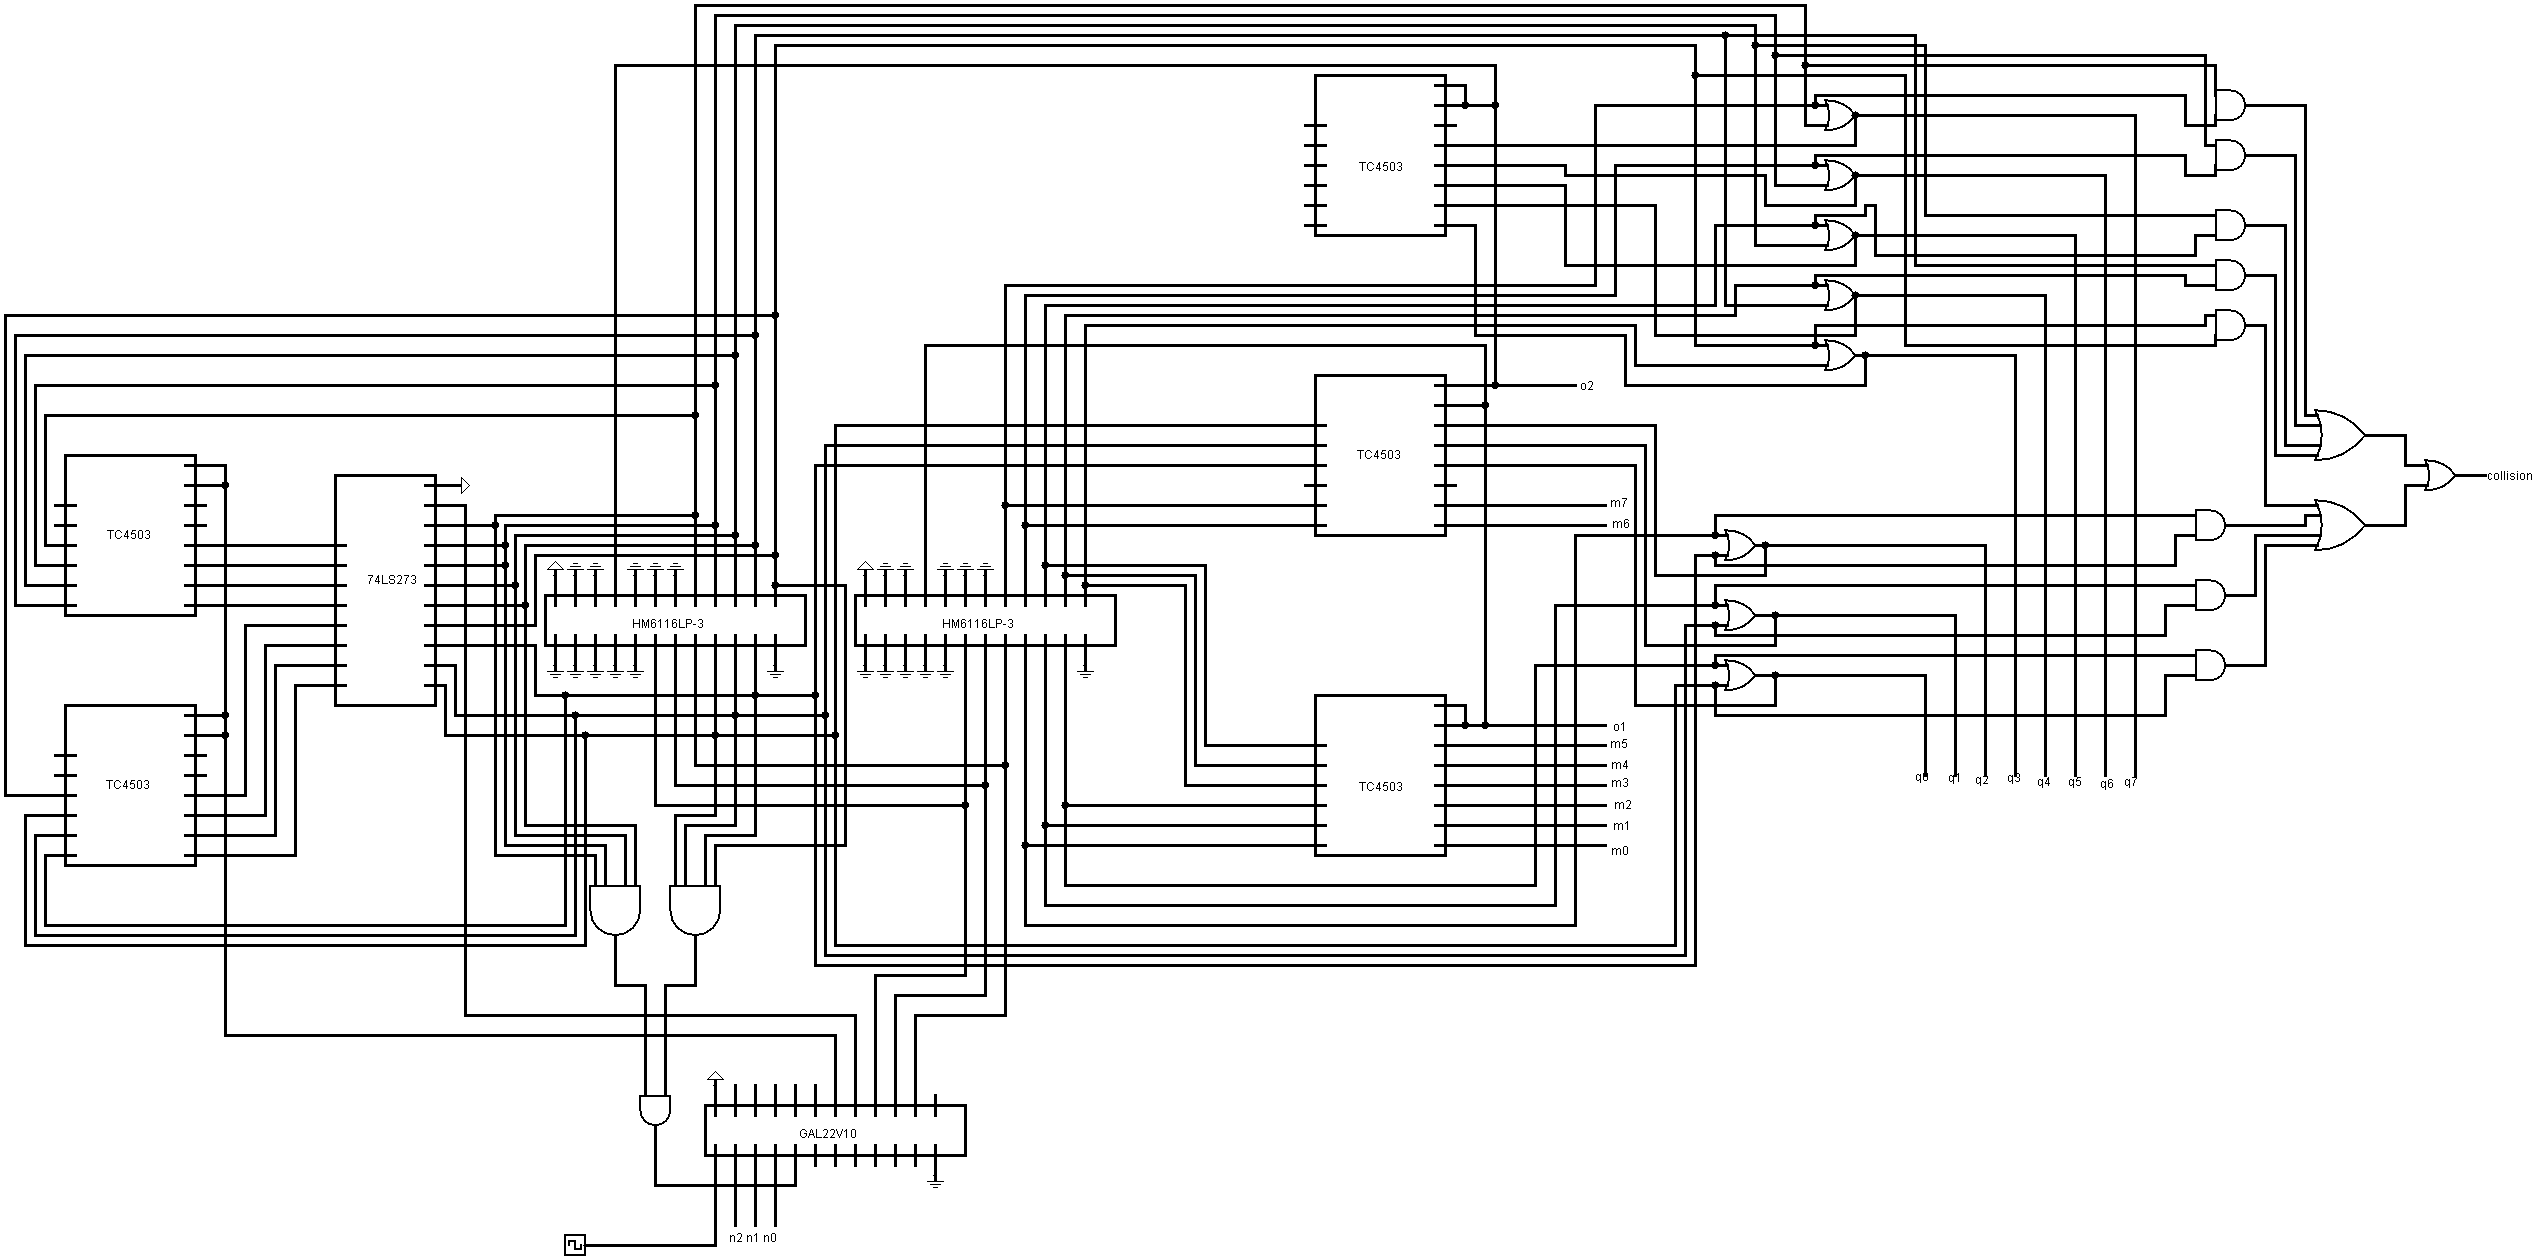 TC4503
o2
TC4503
collision
m7
m6
TC4503
74LS273
HM6116LP-3
HM6116LP-3
o1
m5
m4
m3
m2
m1
m0
TC4503
TC4503
q0 q1 q2 q3 q4 q5 q6 q7
GAL22V10
n2 n1 n0